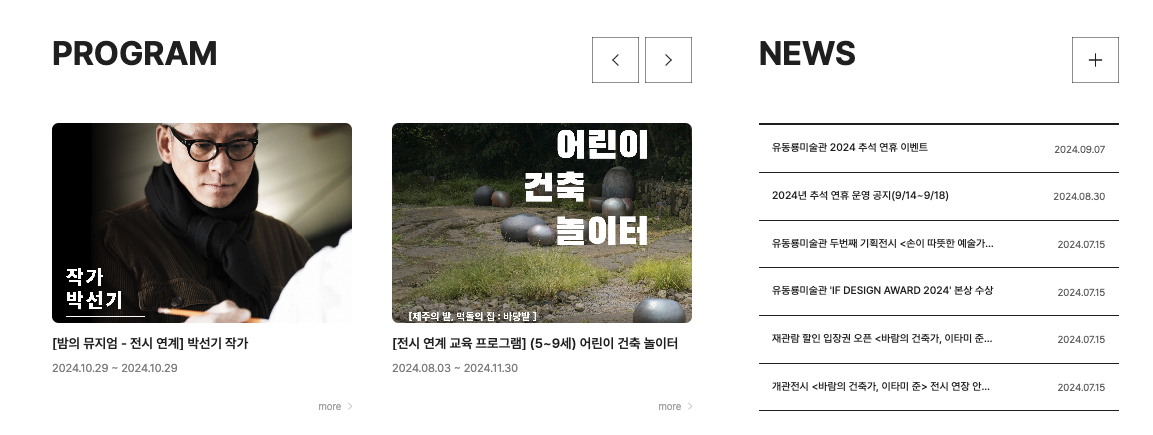 PROGRAM
작가
박선기
[밤의 뮤지엄 - 전시 연계] 박선기 작가
2024.10.29 ~ 2024.10.29
more
어린이
건축
놀이터
[제주의 밭, 먹돌의 집 : 바당밭 ]
[전시 연계 교육 프로그램] (5~9세) 어린이 건축 놀이터
2024.08.03 ~ 2024.11.30
more
NEWS
유동룡미술관 2024 추석 연휴 이벤트 2024.09.07
2024년 추석 연휴 운영 공지(9/14~9/18) 2024.08.30
유동룡미술관 두번째 기획전시 <손이 따뜻한 예술가... 2024.07.15
유동룡미술관 'IF DESIGN AWARD 2024' 본상 수상 2024.07.15
재관람 할인 입장권 오픈 <바람의 건축가, 이타미 준... 2024.07.15
개관전시 <바람의 건축가, 이타미 준> 전시 연장 안... 2024.07.15